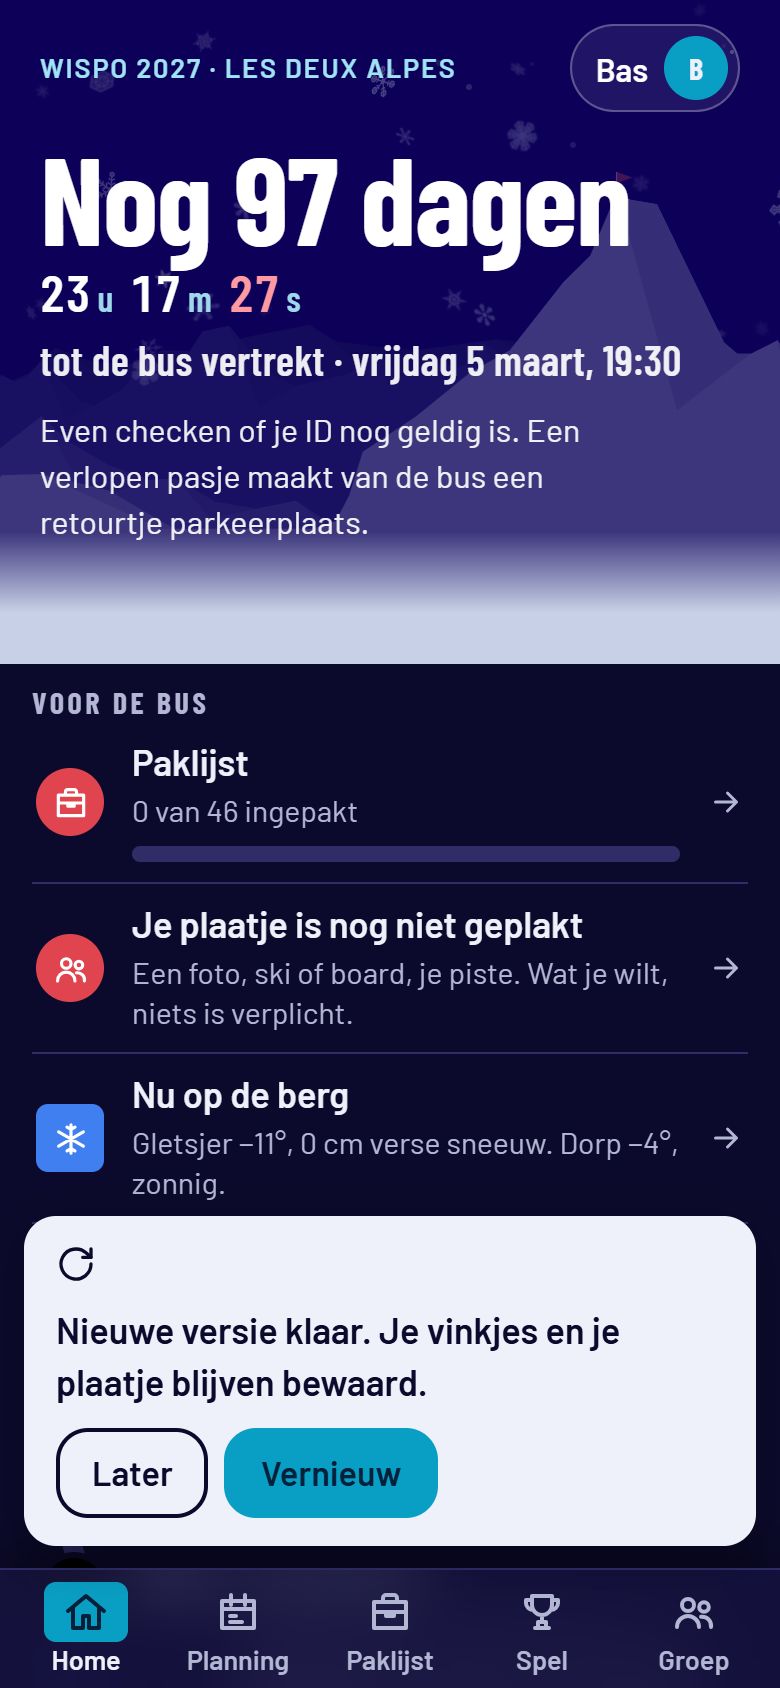 WISPO 2027 · LES DEUX ALPES
Bas
B
Nog 97 dagen
23 u 17 m 27 s
tot de bus vertrekt · vrijdag 5 maart, 19:30
Even checken of je ID nog geldig is. Een
verlopen pasje maakt van de bus een
retourtje parkeerplaats.
VOOR DE BUS
Paklijst
0 van 46 ingepakt
Je plaatje is nog niet geplakt
Een foto, ski of board, je piste. Wat je wilt,
niets is verplicht.
Nu op de berg
Gletsjer −11°, 0 cm verse sneeuw. Dorp −4°,
zonnig.
Nieuwe versie klaar. Je vinkjes en je
plaatje blijven bewaard.
Later
Vernieuw
Home
Planning
Paklijst
Spel
Groep